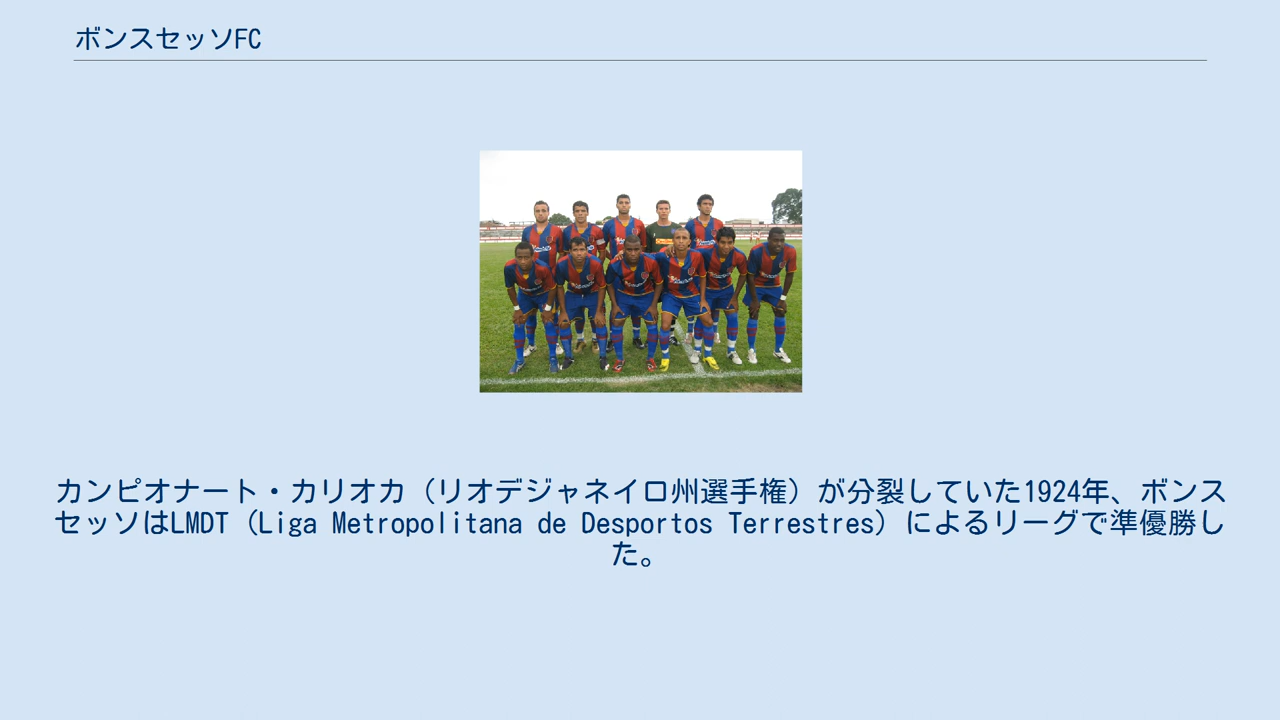 ボンスセッソFC
カンピオナート・カリオカ（リオデジャネイロ州選手権）が分裂していた1924年、ボンス
セッソはLMDT（Liga Metropolitana de Desportos Terrestres）によるリーグで準優勝し
た。